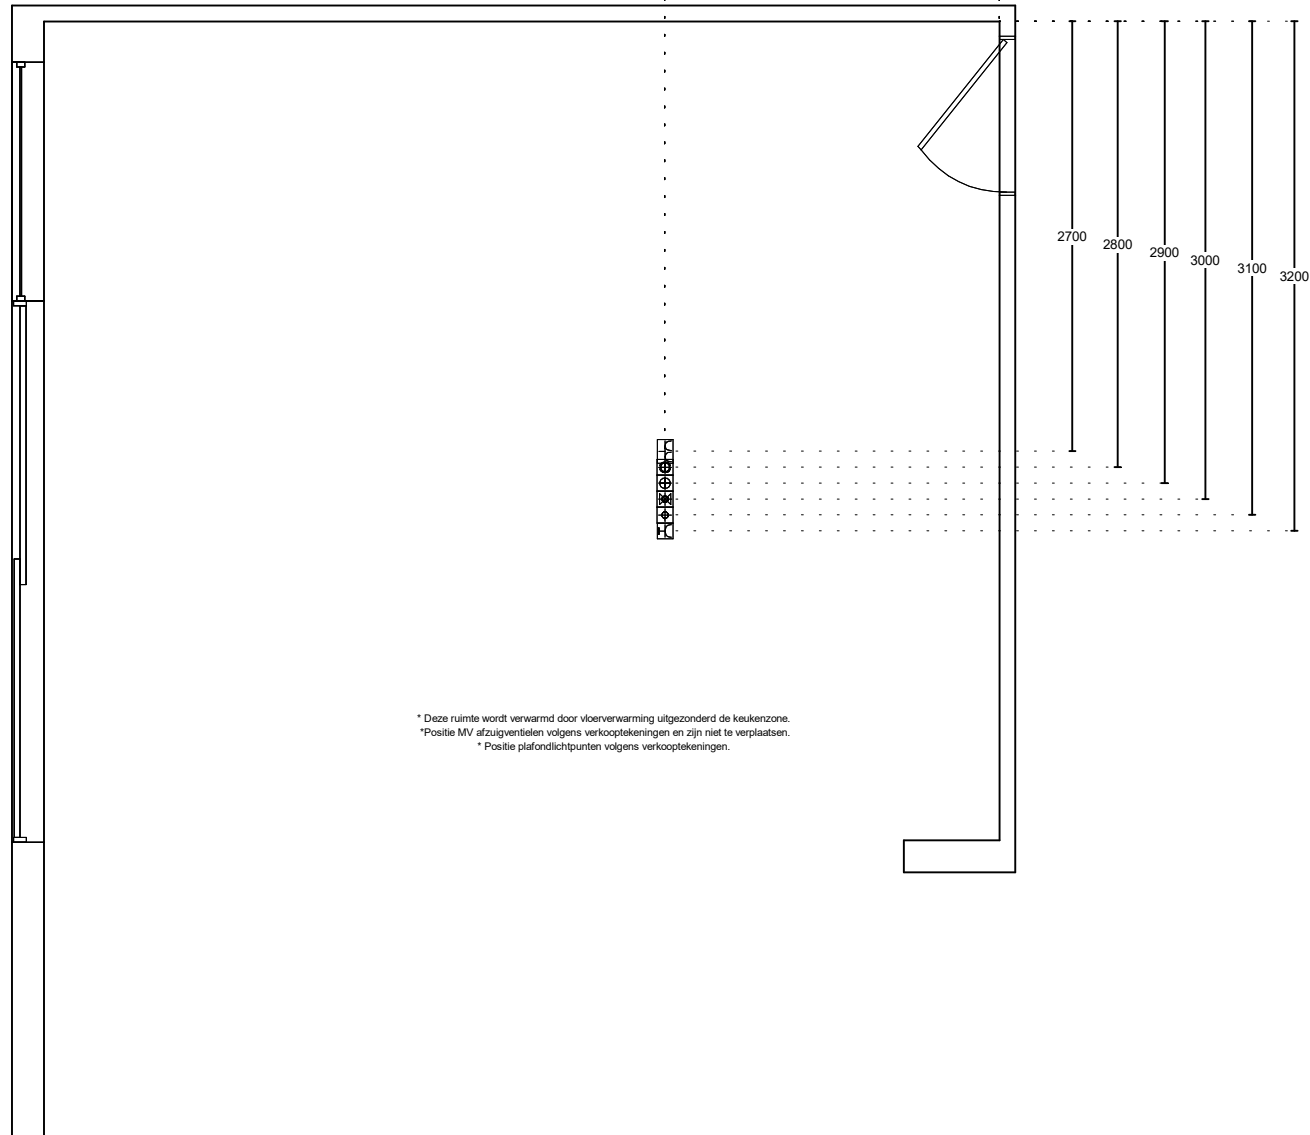 2700
2800
2900
3000
3100
3200
* Deze ruimte wordt verwarmd door vloerverwarming uitgezonderd de keukenzone.
*Positie MV afzuigventielen volgens verkooptekeningen en zijn niet te verplaatsen.
* Positie plafondlichtpunten volgens verkooptekeningen.